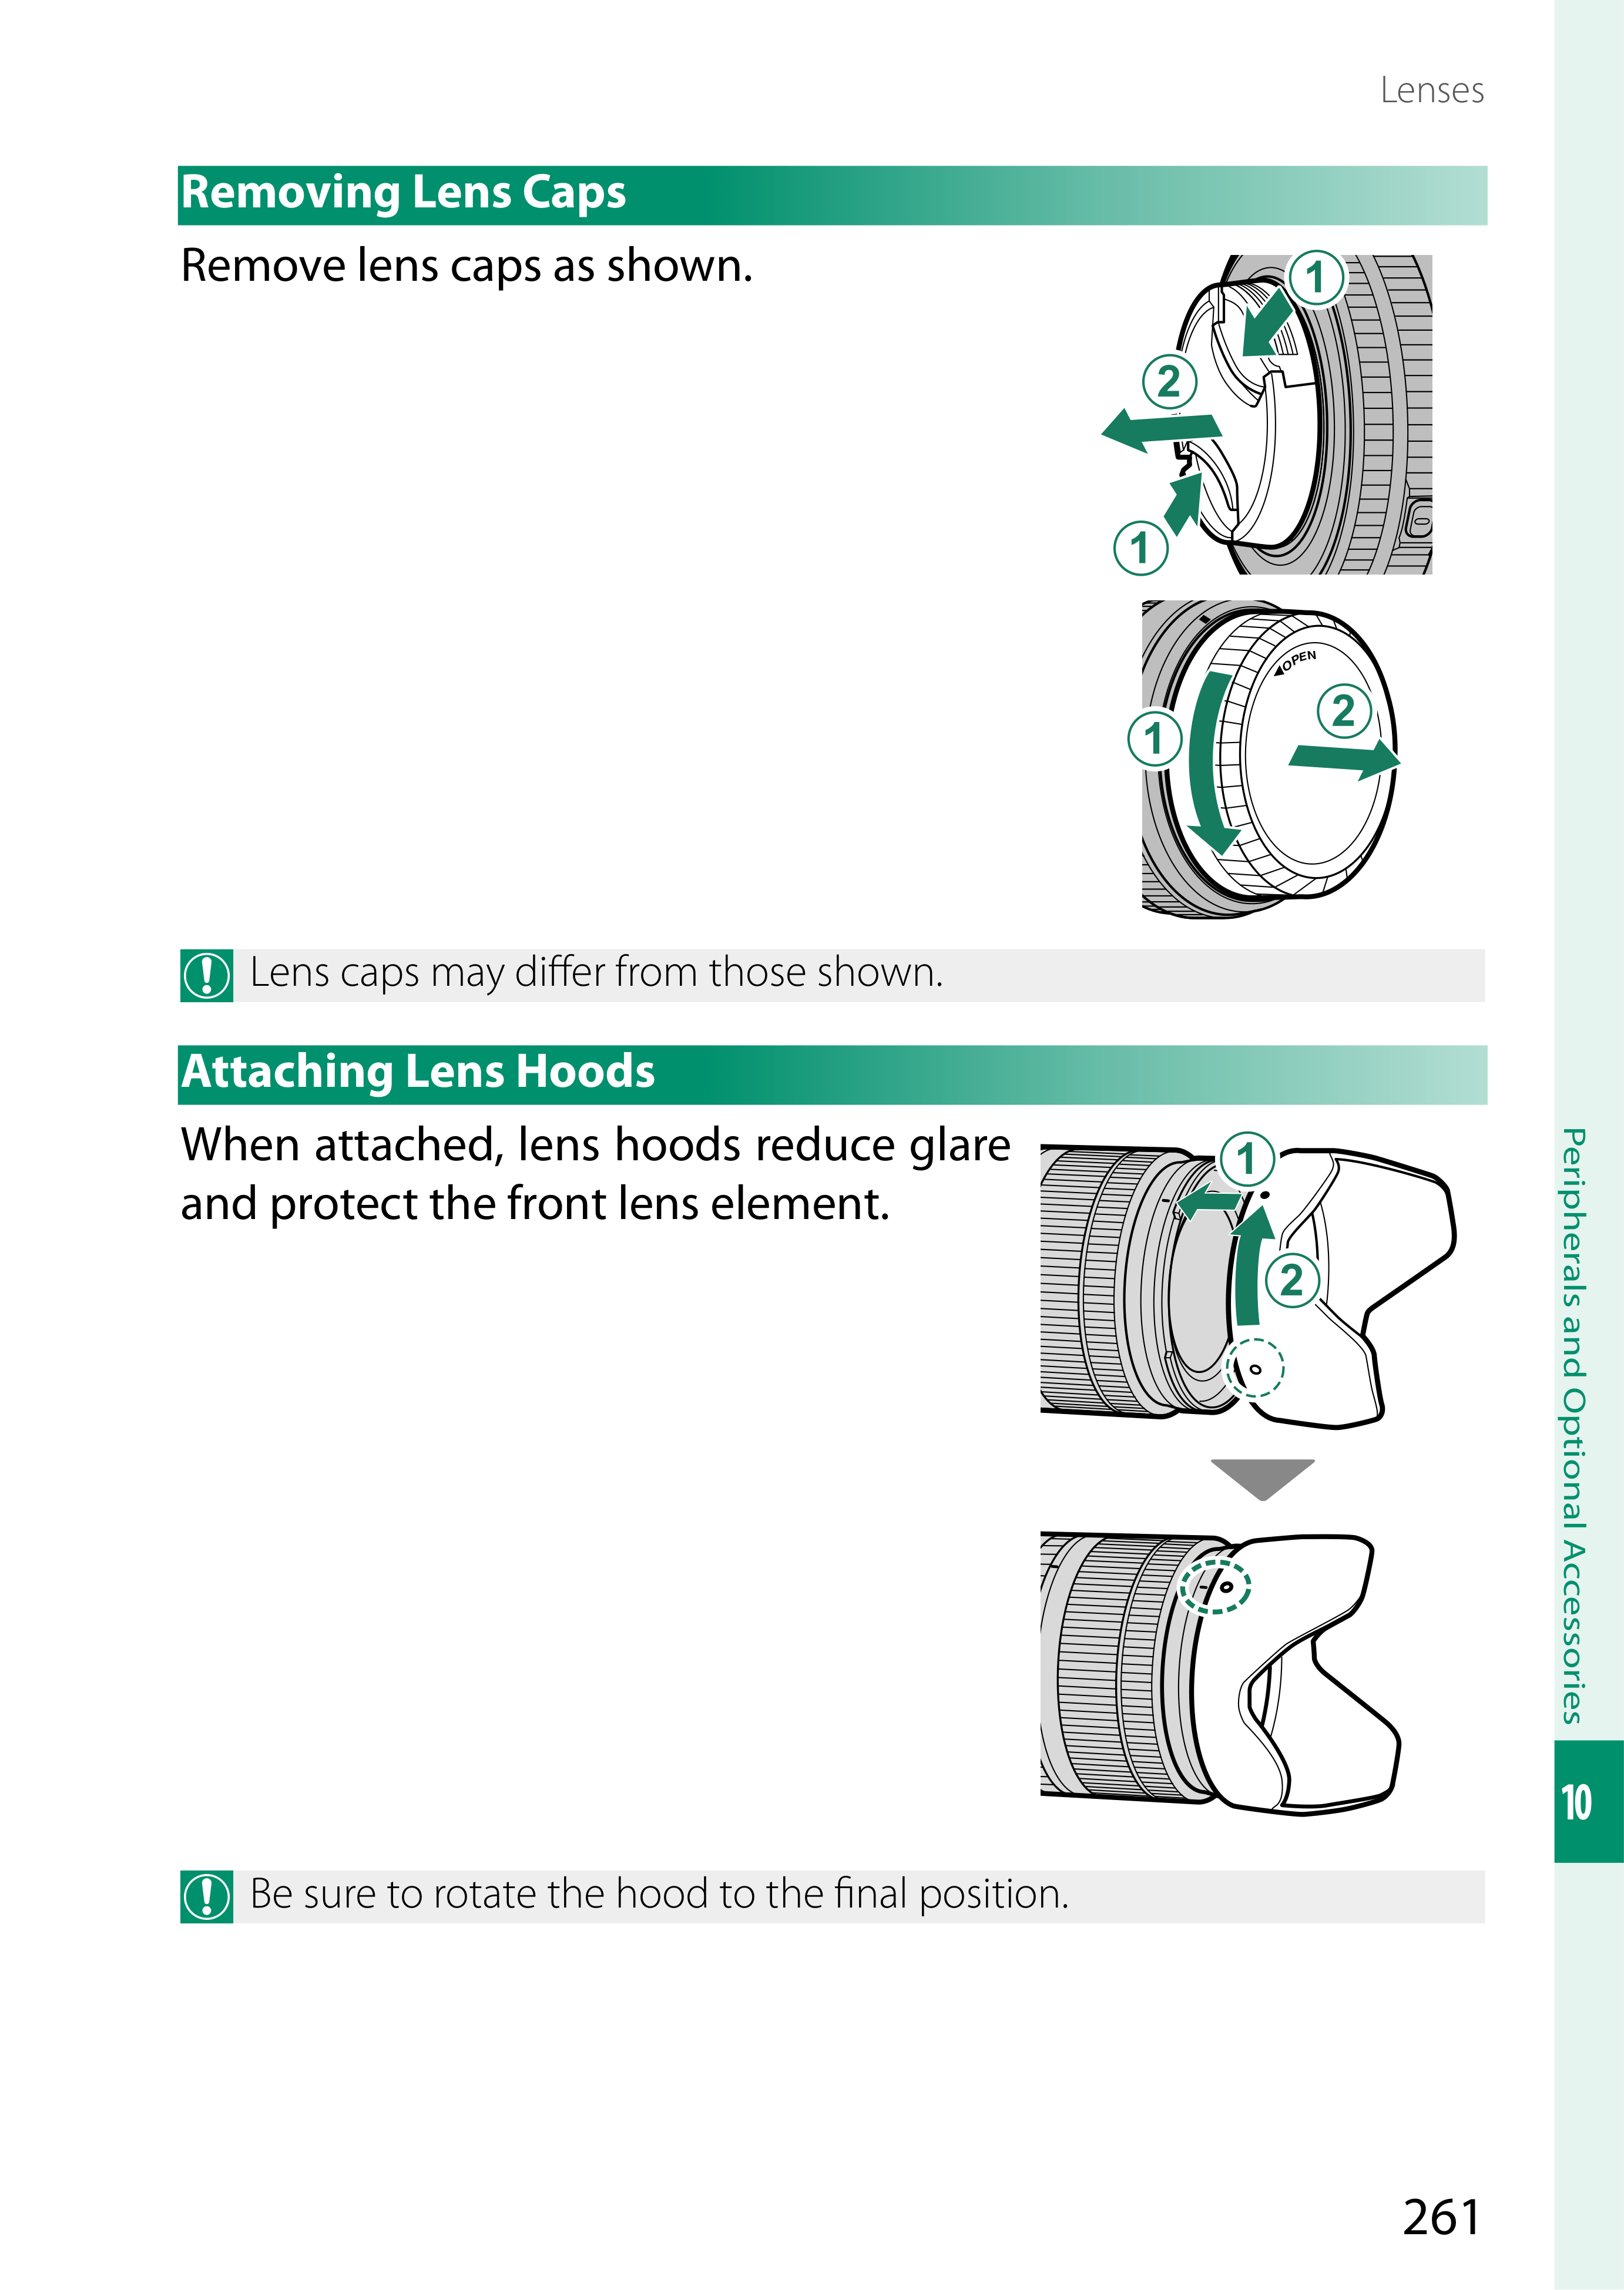 Lenses
Removing Lens Caps
Remove lens caps as shown.
1
2
1
OPEN
1
2
Lens caps may differ from those shown.
Attaching Lens Hoods
When attached, lens hoods reduce glare
and protect the front lens element.
1
2
Be sure to rotate the hood to the final position.
Peripherals and Optional Accessories
10
261